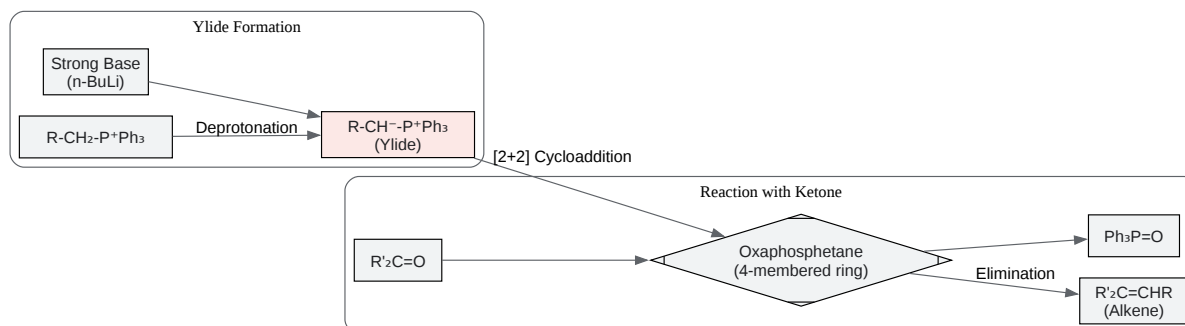 Ylide Formation
Strong Base
(n-BuLi)
R-CH₂-P⁺Ph₃
Deprotonation
R-CH⁻-P⁺Ph₃
(Ylide)
[2+2] Cycloaddition
Reaction with Ketone
R'₂C=O
Oxaphosphetane
(4-membered ring)
Ph₃P=O
Elimination
R'₂C=CHR
(Alkene)